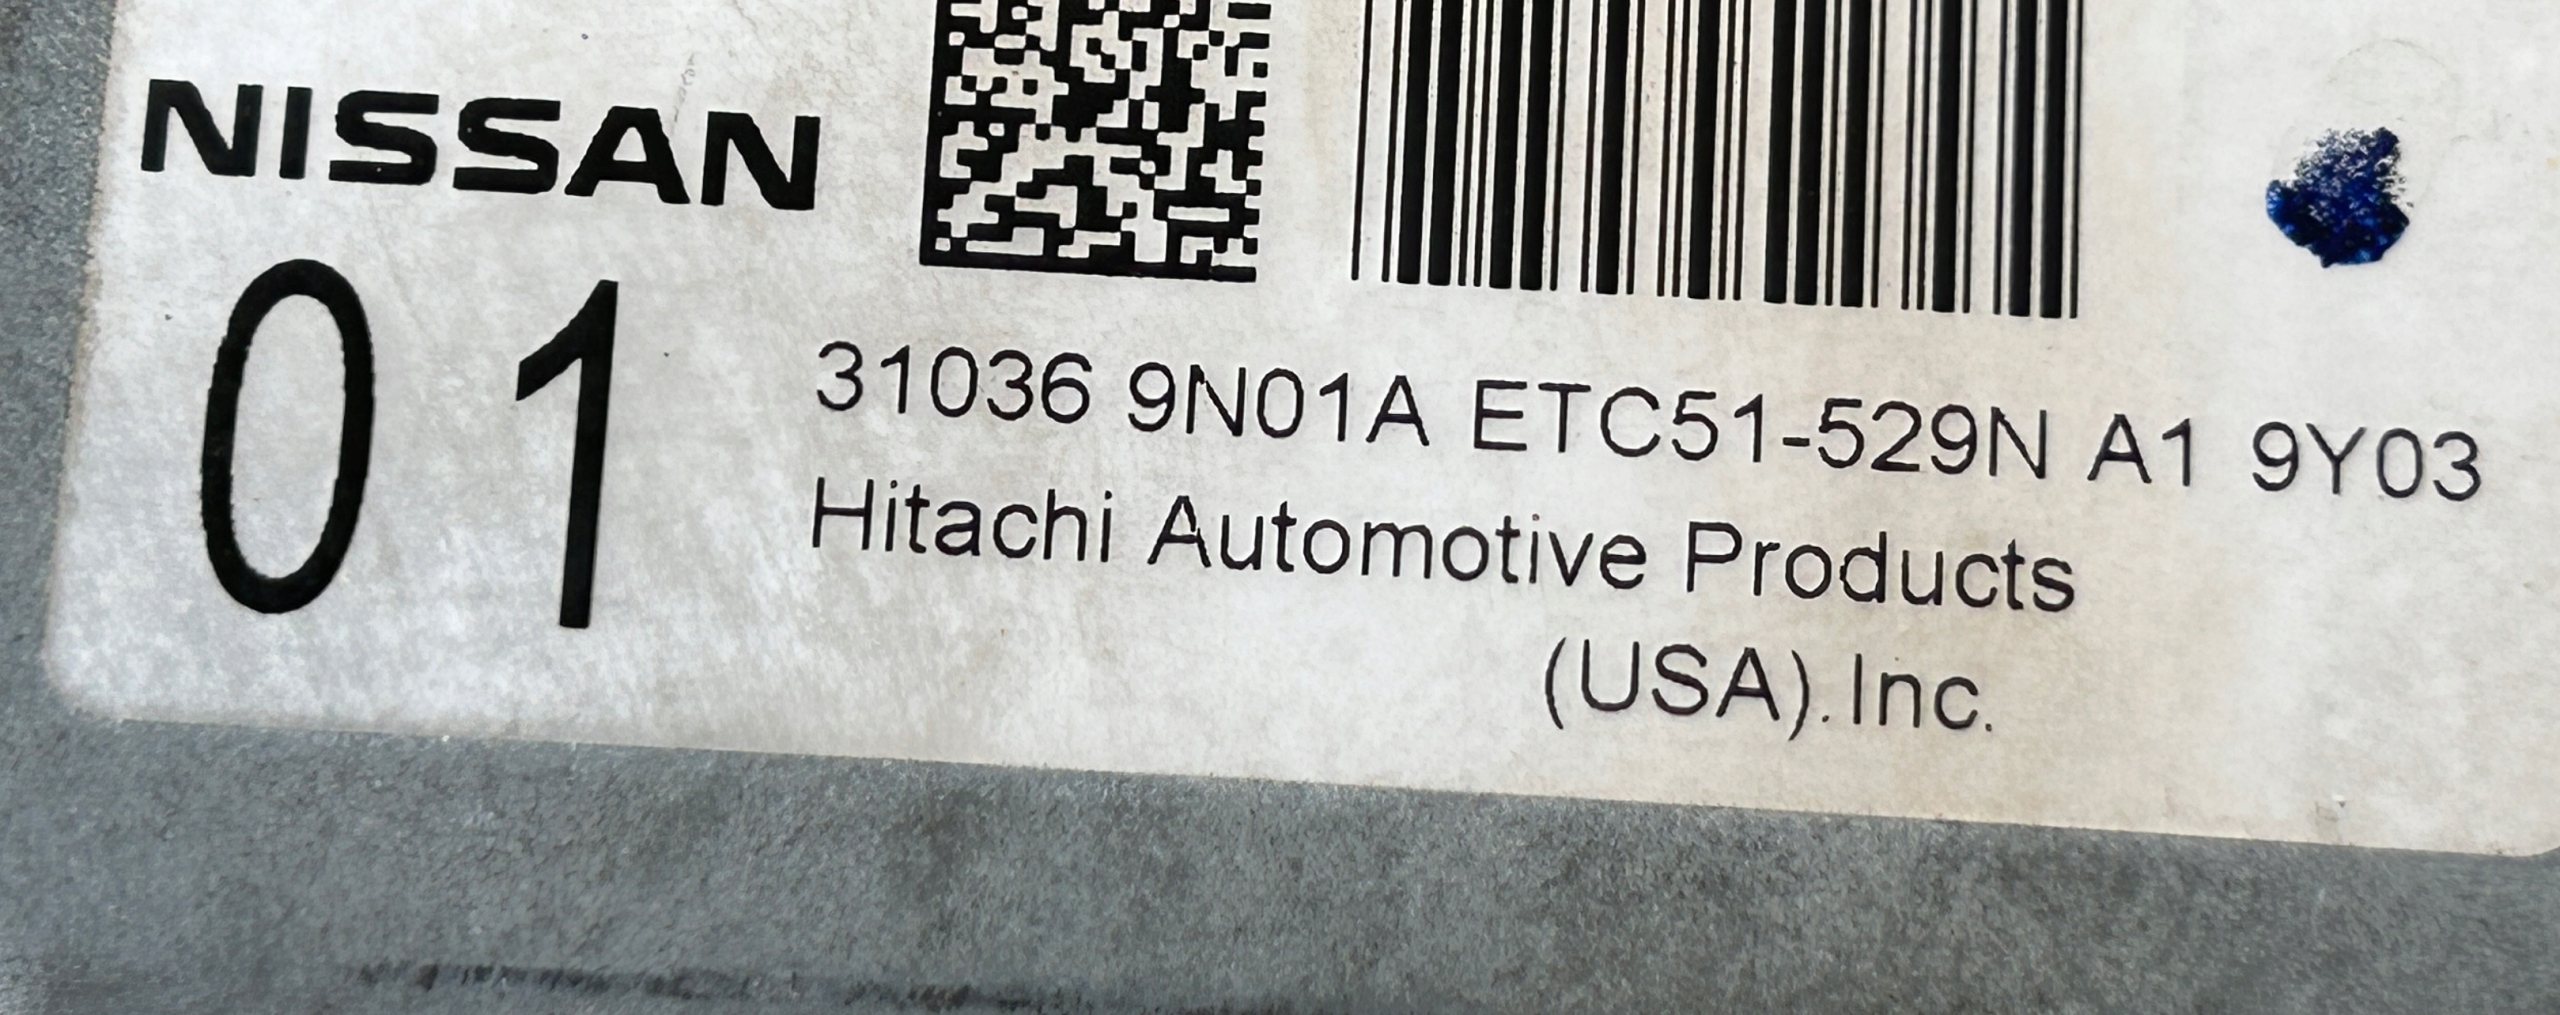 NISSAN
01
31036 9N01A ETC51-529N A1 9Y03
Hitachi Automotive Products
(USA).Inc.